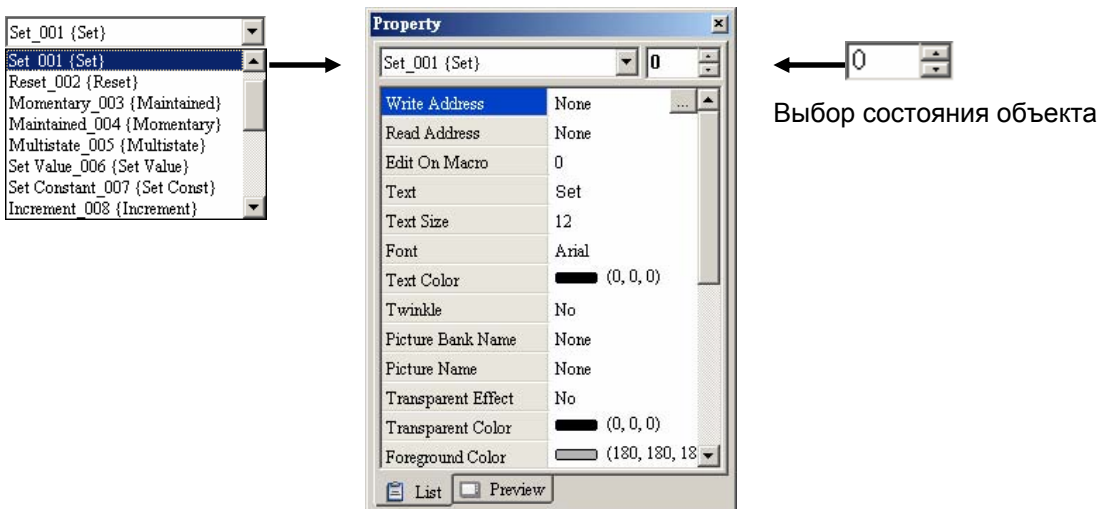 Set_001 {Set}
Set_001 {Set}
Reset_002 {Reset}
Momentary_003 {Maintained}
Maintained_004 {Momentary}
Multistate_005 {Multistate}
Set Value_006 {Set Value}
Set Constant_007 {Set Const}
Increment_008 {Increment}
Property
Set_001 {Set} 0
Write Address None ...
Read Address None
Edit On Macro 0
Text Set
Text Size 12
Font Arial
Text Color (0, 0, 0)
Twinkle No
Picture Bank Name None
Picture Name None
Transparent Effect No
Transparent Color (0, 0, 0)
Foreground Color (180, 180, 18
List Preview
0
Выбор состояния объекта